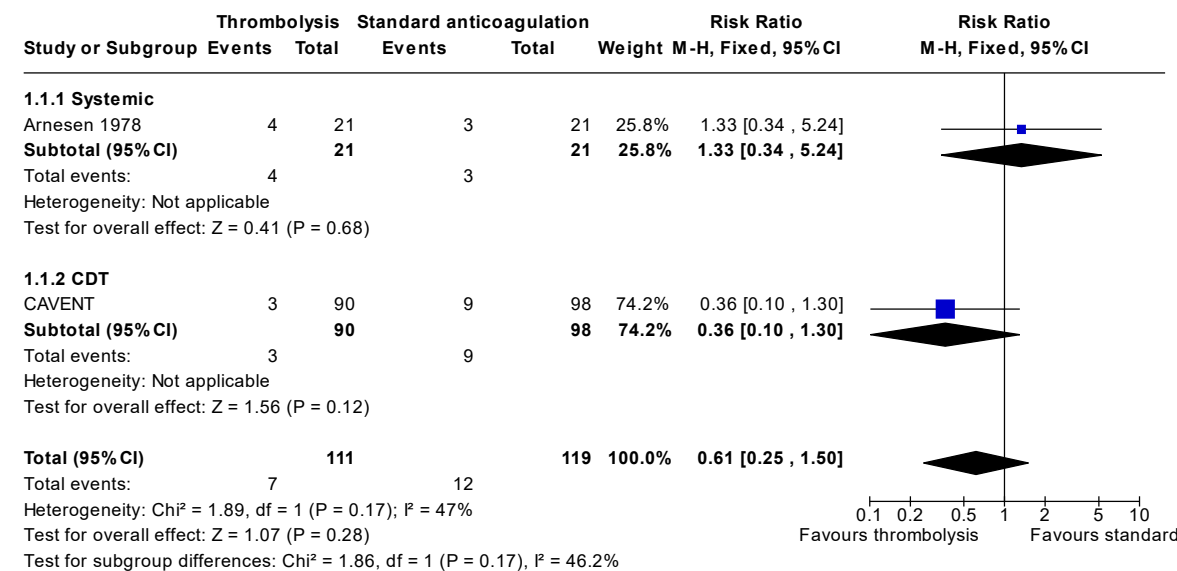 Thrombolysis Standard anticoagulation Risk Ratio Risk Ratio
Study or Subgroup Events Total Events Total Weight M-H, Fixed, 95% CI M-H, Fixed, 95% CI
1.1.1 Systemic
Arnesen 1978 4 21 3 21 25.8% 1.33 [0.34 , 5.24]
Subtotal (95% CI) 21 21 25.8% 1.33 [0.34 , 5.24]
Total events: 4 3
Heterogeneity: Not applicable
Test for overall effect: Z = 0.41 (P = 0.68)
1.1.2 CDT
CAVENT 3 90 9 98 74.2% 0.36 [0.10 , 1.30]
Subtotal (95% CI) 90 98 74.2% 0.36 [0.10 , 1.30]
Total events: 3 9
Heterogeneity: Not applicable
Test for overall effect: Z = 1.56 (P = 0.12)
Total (95% CI) 111 119 100.0% 0.61 [0.25 , 1.50]
Total events: 7 12
Heterogeneity: Chi² = 1.89, df = 1 (P = 0.17); I² = 47%
Test for overall effect: Z = 1.07 (P = 0.28)
Test for subgroup differences: Chi² = 1.86, df = 1 (P = 0.17), I² = 46.2%
0.1 0.2 0.5 1 2 5 10
Favours thrombolysis Favours standard